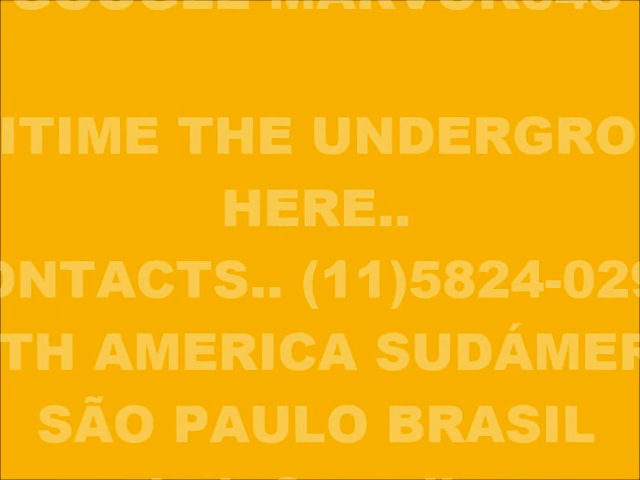 ITIME THE UNDERGRO
HERE..
ONTACTS.. (11)5824-029
TH AMERICA SUDÁMER
SÃO PAULO BRASIL